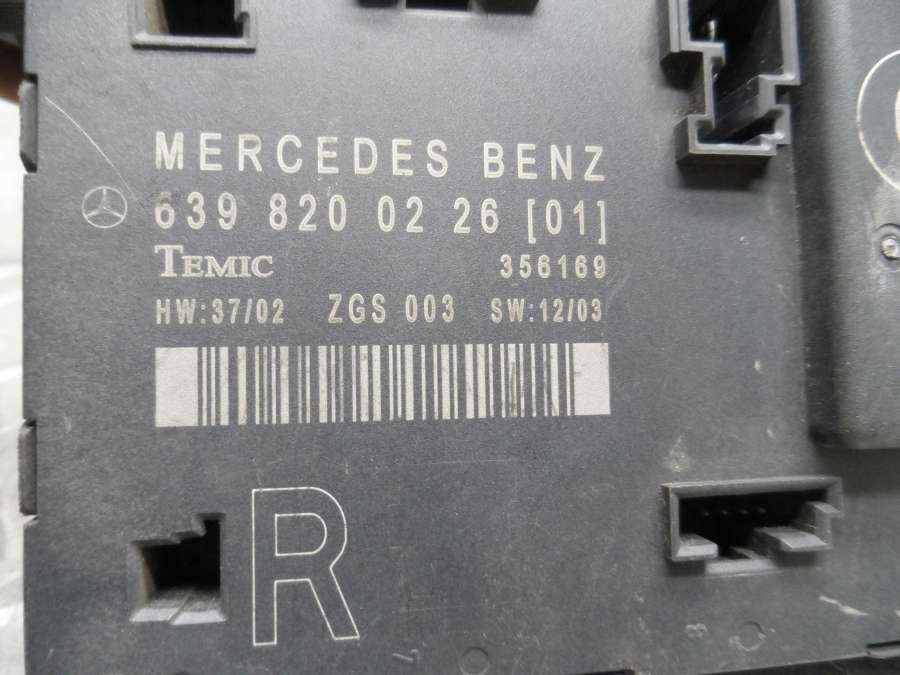 MERCEDES BENZ
639 820 02 26 [01]
TEMIC 356169
HW:37/02 ZGS 003 SW:12/03
R